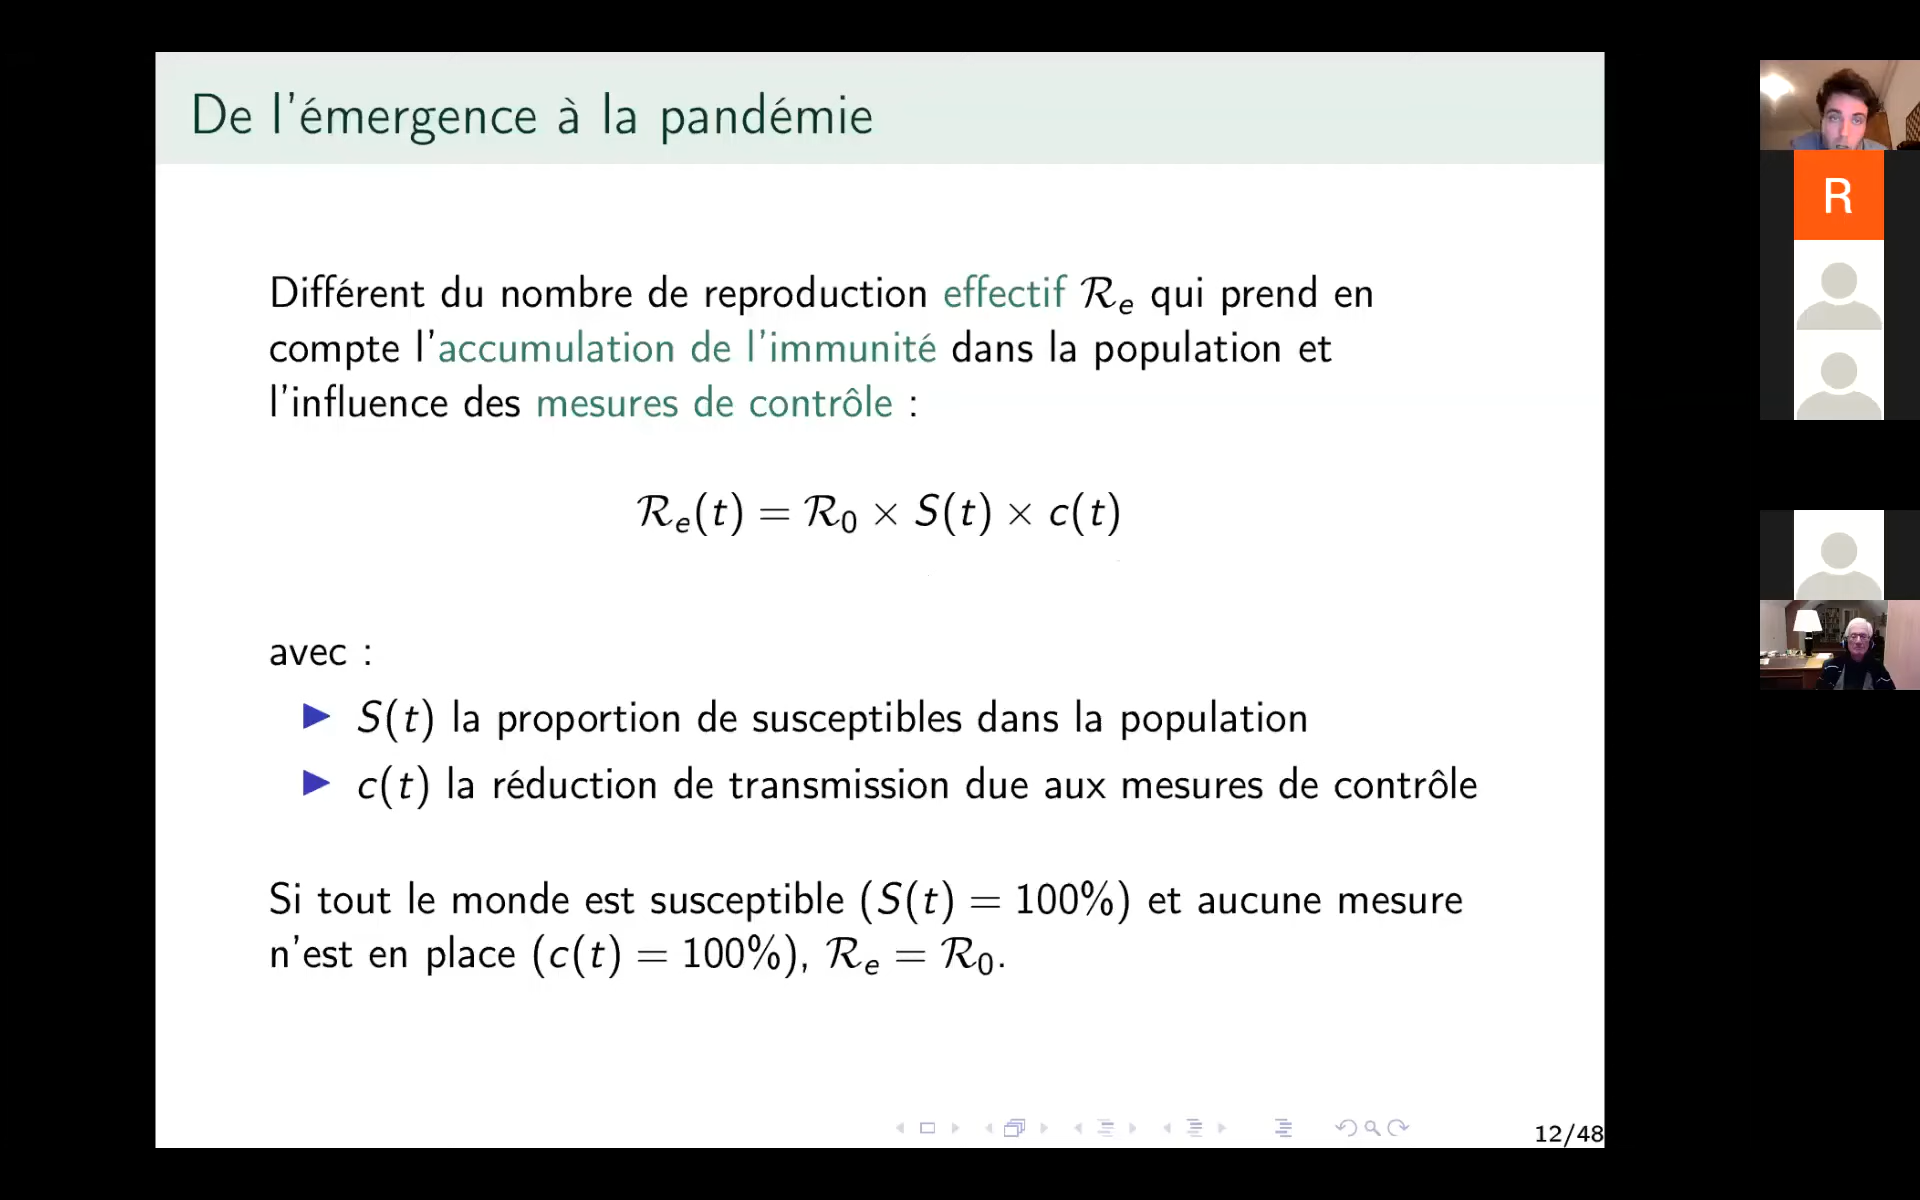 De l'émergence à la pandémie
Différent du nombre de reproduction effectif ℛe qui prend en
compte l'accumulation de l'immunité dans la population et
l'influence des mesures de contrôle :
ℛe(t) = ℛ0 × S(t) × c(t)
avec :
▶ S(t) la proportion de susceptibles dans la population
▶ c(t) la réduction de transmission due aux mesures de contrôle
Si tout le monde est susceptible (S(t) = 100%) et aucune mesure
n'est en place (c(t) = 100%), ℛe = ℛ0.
12/48
R